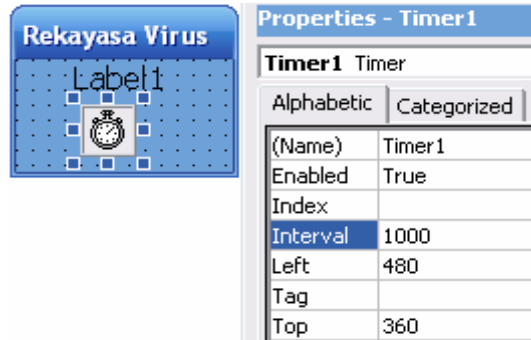 Rekayasa Virus
Label1
Properties - Timer1
Timer1 Timer
Alphabetic Categorized
(Name) Timer1
Enabled True
Index
Interval 1000
Left 480
Tag
Top 360